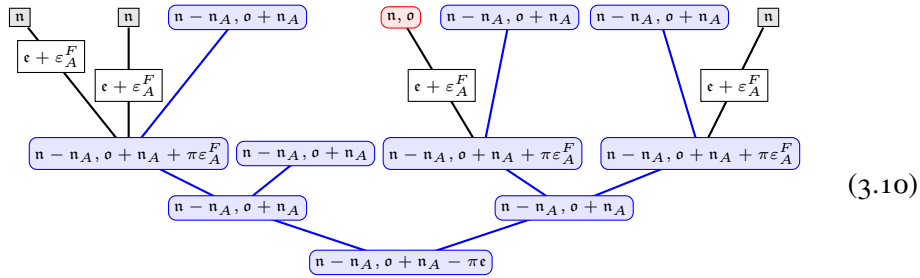 𝔫 𝔫 𝔫 − 𝔫_A, 𝔬 + 𝔫_A 𝔫, 𝔬 𝔫 − 𝔫_A, 𝔬 + 𝔫_A 𝔫 − 𝔫_A, 𝔬 + 𝔫_A 𝔫
𝔢 + ε_A^F 𝔢 + ε_A^F 𝔢 + ε_A^F 𝔢 + ε_A^F
𝔫 − 𝔫_A, 𝔬 + 𝔫_A + πε_A^F 𝔫 − 𝔫_A, 𝔬 + 𝔫_A 𝔫 − 𝔫_A, 𝔬 + 𝔫_A + πε_A^F 𝔫 − 𝔫_A, 𝔬 + 𝔫_A + πε_A^F
(3.10)
𝔫 − 𝔫_A, 𝔬 + 𝔫_A 𝔫 − 𝔫_A, 𝔬 + 𝔫_A
𝔫 − 𝔫_A, 𝔬 + 𝔫_A − π𝔢